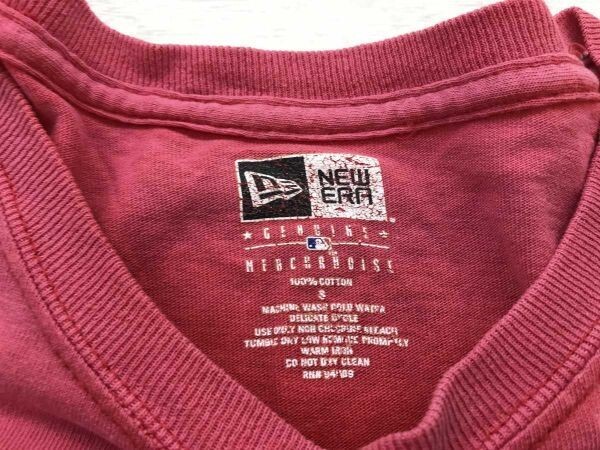 NEW
ERA
GENUINE
MERCHANDISE
100% COTTON
S
MACHINE WASH COLD WATER
DELICATE CYCLE
USE ONLY NON CHLORINE BLEACH
TUMBLE DRY LOW REMOVE PROMPTLY
WARM IRON
DO NOT DRY CLEAN
RN#